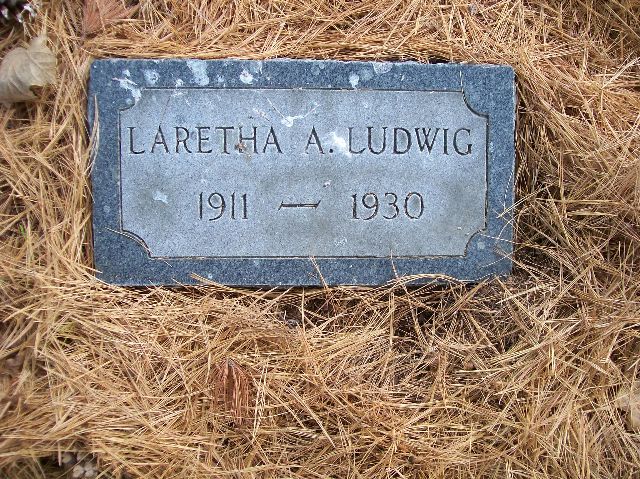 LARETHA A. LUDWIG
1911 — 1930